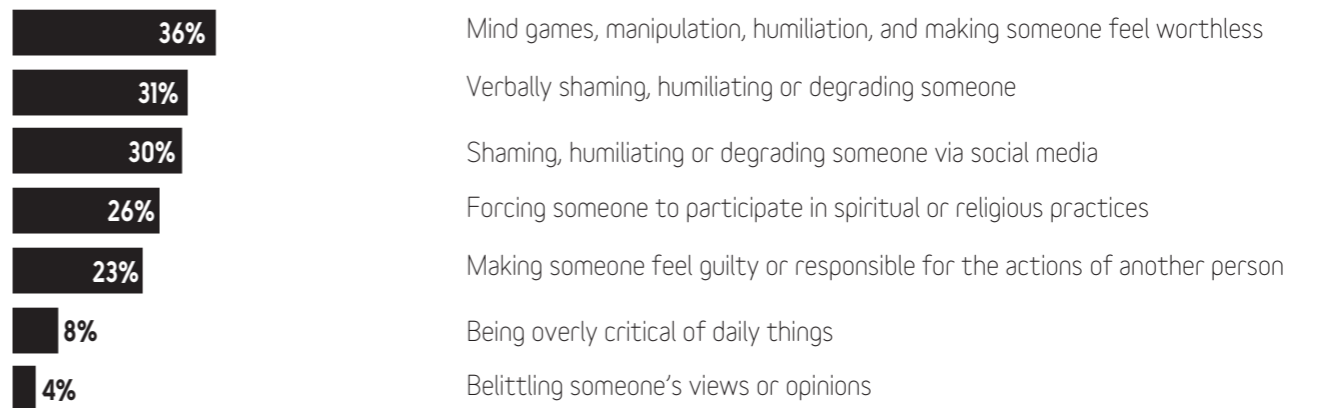 36% Mind games, manipulation, humiliation, and making someone feel worthless
31% Verbally shaming, humiliating or degrading someone
30% Shaming, humiliating or degrading someone via social media
26% Forcing someone to participate in spiritual or religious practices
23% Making someone feel guilty or responsible for the actions of another person
8% Being overly critical of daily things
4% Belittling someone’s views or opinions